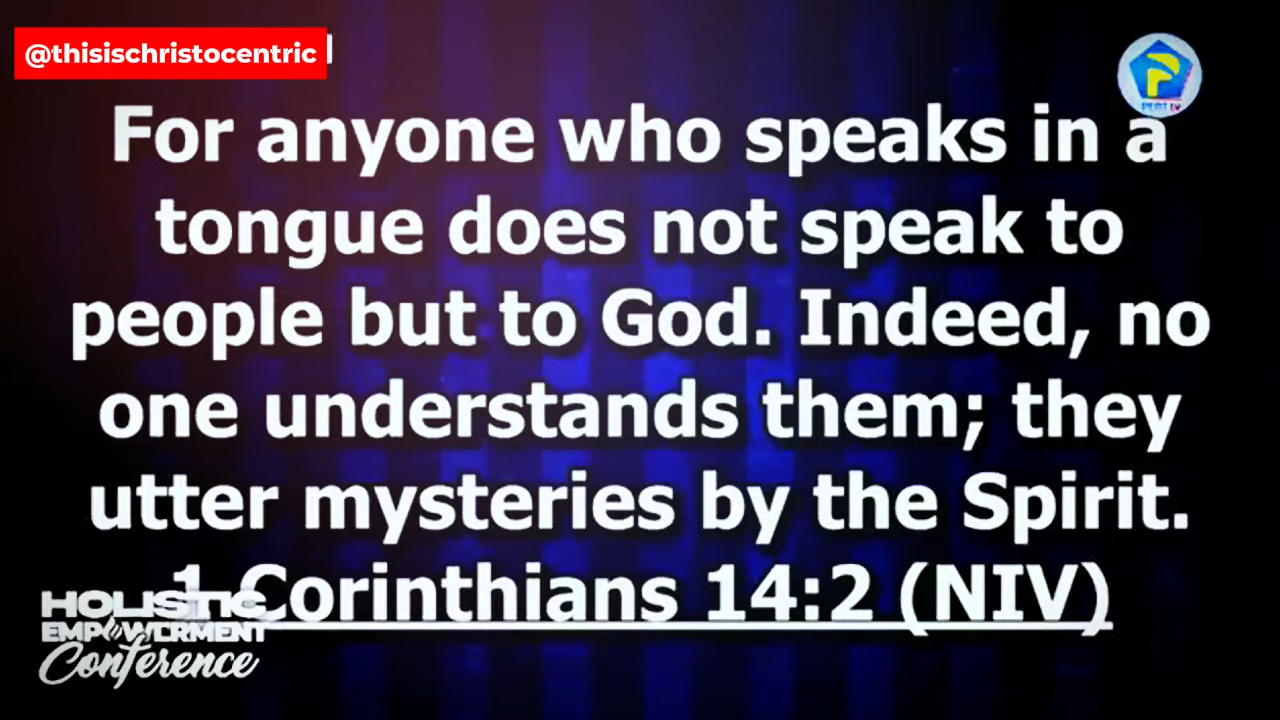 @thisischristocentric
For anyone who speaks in a
tongue does not speak to
people but to God. Indeed, no
one understands them; they
utter mysteries by the Spirit.
1 Corinthians 14:2 (NIV)
HOLISTIC
EMPOWERMENT
Conference